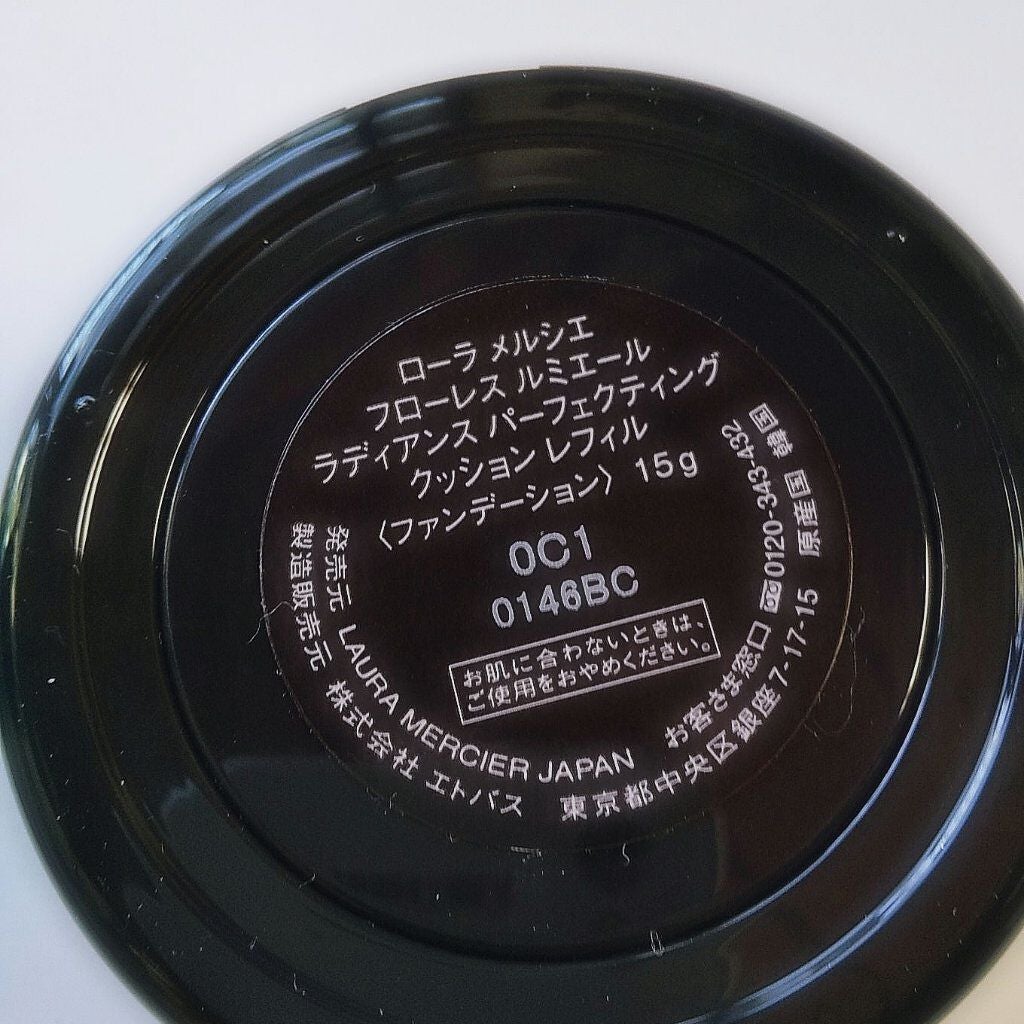 ローラ メルシエ
フローレス ルミエール
ラディアンス パーフェクティング
クッション レフィル
〈ファンデーション〉 15g
0C1
0146BC
お肌に合わないときは、
ご使用をおやめください。
発売元 LAURA MERCIER JAPAN お客さま窓口 0120-343-432
製造販売元 株式会社 エトバス 東京都中央区銀座7-17-15 原産国 韓国